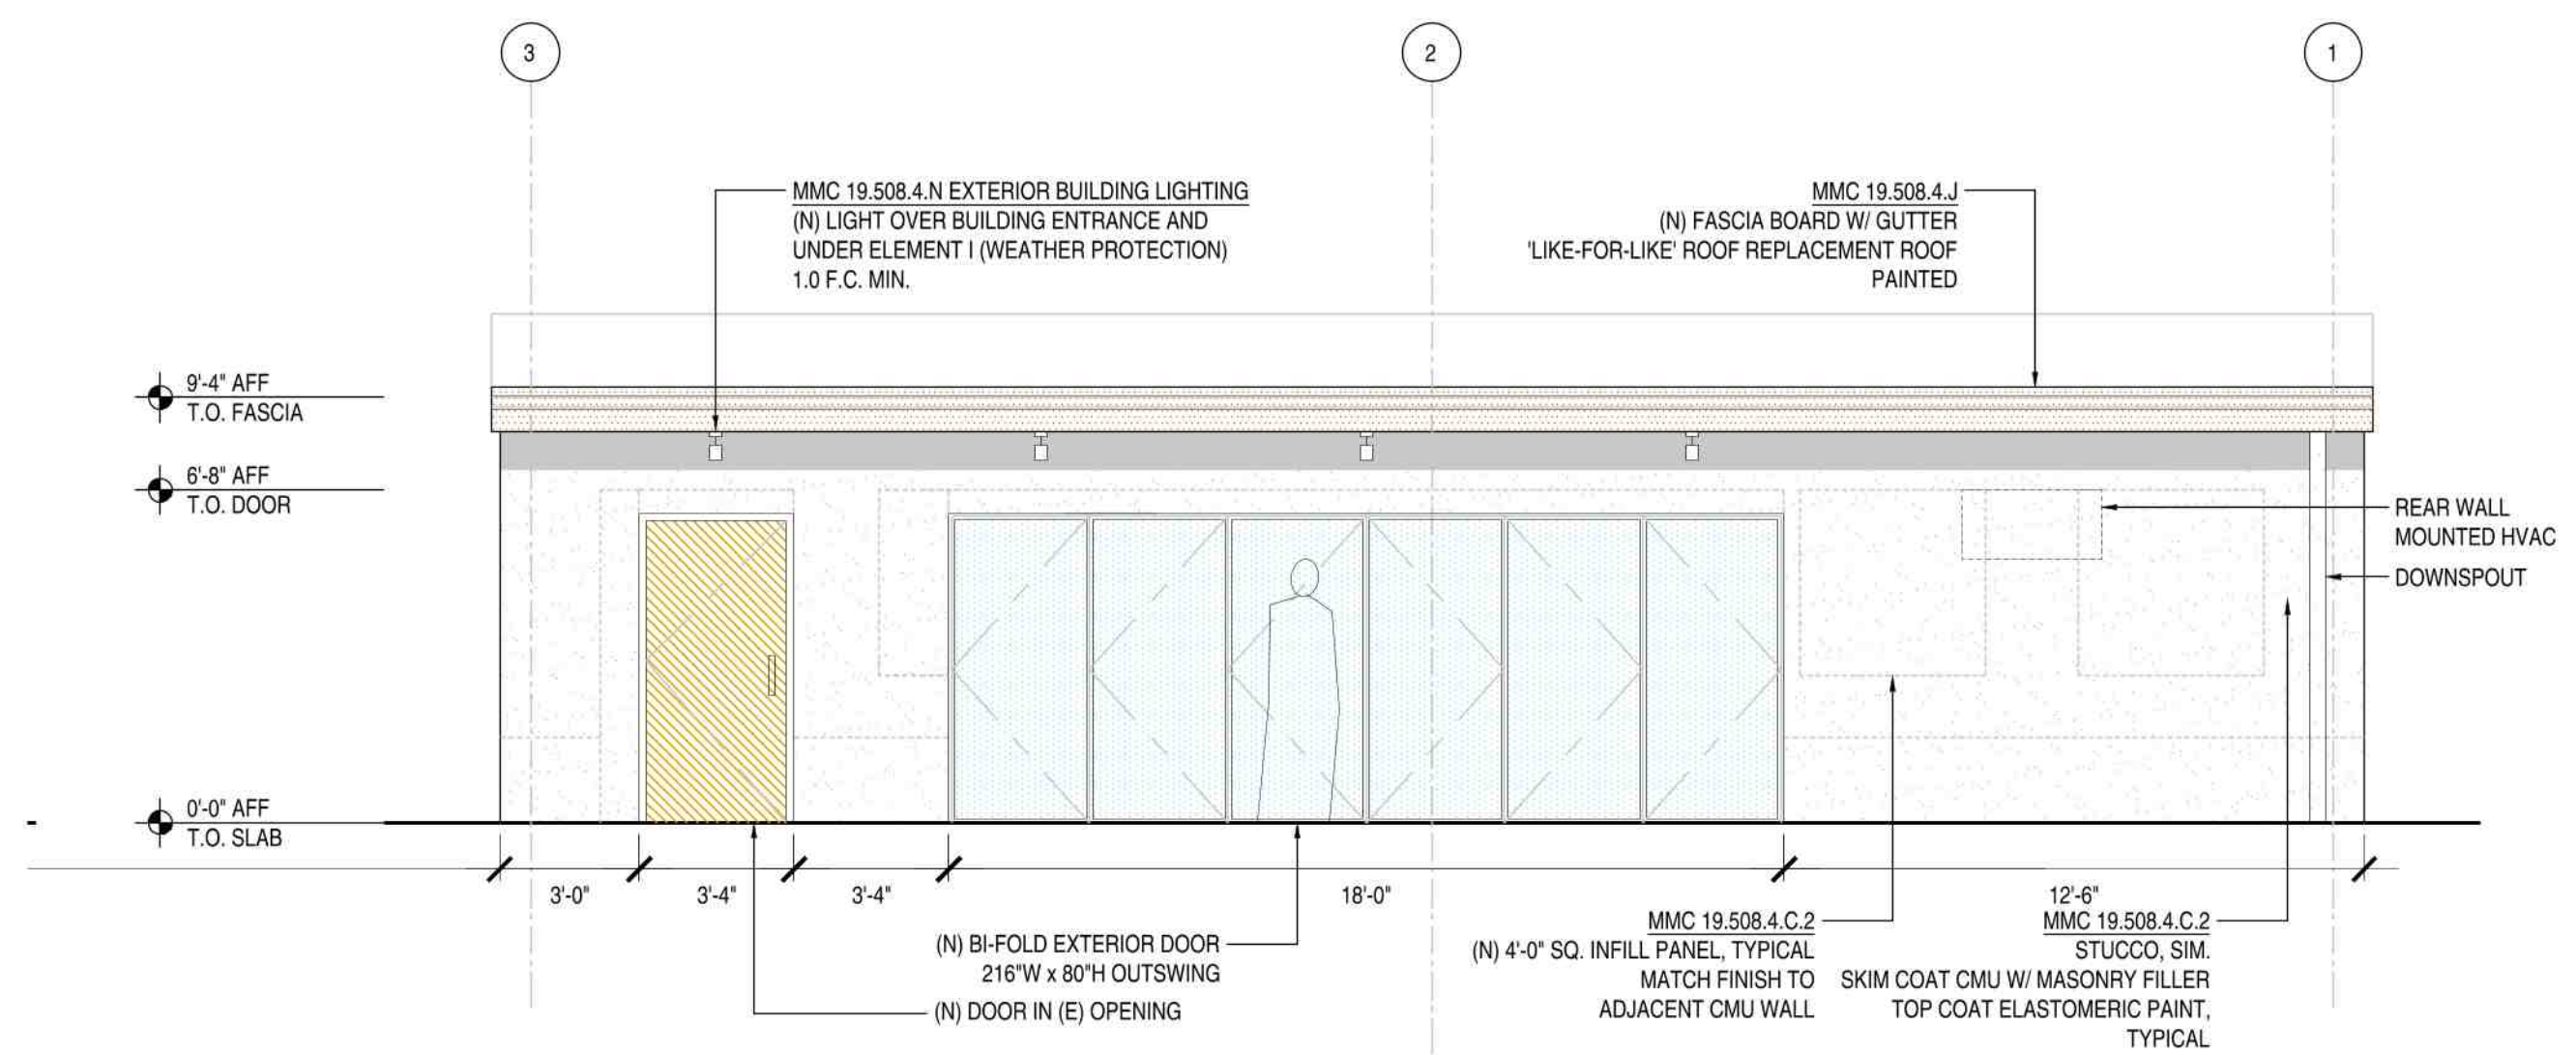 3
2
1
MMC 19.508.4.N EXTERIOR BUILDING LIGHTING
(N) LIGHT OVER BUILDING ENTRANCE AND
UNDER ELEMENT I (WEATHER PROTECTION)
1.0 F.C. MIN.
MMC 19.508.4.J
(N) FASCIA BOARD W/ GUTTER
'LIKE-FOR-LIKE' ROOF REPLACEMENT ROOF
PAINTED
9'-4" AFF
T.O. FASCIA
6'-8" AFF
T.O. DOOR
REAR WALL
MOUNTED HVAC
DOWNSPOUT
0'-0" AFF
T.O. SLAB
3'-0"
3'-4"
3'-4"
18'-0"
12'-6"
(N) BI-FOLD EXTERIOR DOOR
216"W x 80"H OUTSWING
(N) DOOR IN (E) OPENING
MMC 19.508.4.C.2
(N) 4'-0" SQ. INFILL PANEL, TYPICAL
MATCH FINISH TO
ADJACENT CMU WALL
MMC 19.508.4.C.2
STUCCO, SIM.
SKIM COAT CMU W/ MASONRY FILLER
TOP COAT ELASTOMERIC PAINT,
TYPICAL